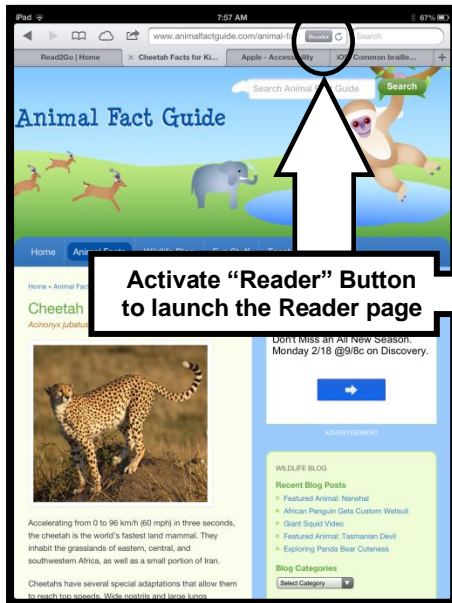 iPad 7:57 AM 67%
www.animalfactguide.com/animal-fa Reader Search
Read2Go | Home × Cheetah Facts for Ki... Apple - Accessibility iOS Common braille... +
Search Animal Fact Guide Search
Animal Fact Guide
Home Animal Facts Wildlife Blog Fun Stuff
Activate “Reader” Button
to launch the Reader page
Home » Animal Fac
Cheetah
Acinonyx jubatus
Don't Miss an All New Season.
Monday 2/18 @9/8c on Discovery.
ADVERTISEMENT
Accelerating from 0 to 96 km/h (60 mph) in three seconds,
the cheetah is the world's fastest land mammal. They
inhabit the grasslands of eastern, central, and
southwestern Africa, as well as a small portion of Iran.
Cheetahs have several special adaptations that allow them
to reach top speeds. Wide nostrils and large lungs
WILDLIFE BLOG
Recent Blog Posts
Featured Animal: Narwhal
African Penguin Gets Custom Wetsuit
Giant Squid Video
Featured Animal: Tasmanian Devil
Exploring Panda Bear Cuteness
Blog Categories
Select Category